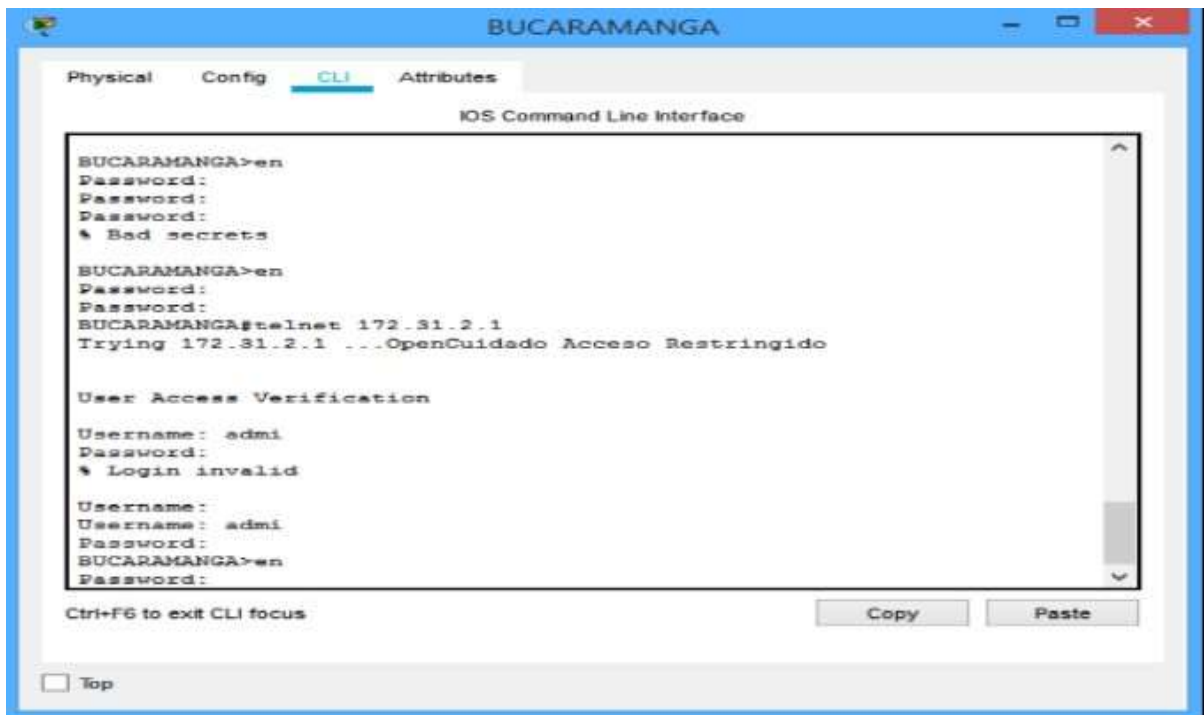 BUCARAMANGA
Physical Config CLI Attributes
IOS Command Line Interface
BUCARAMANGA>en
Password:
Password:
Password:
% Bad secrets
BUCARAMANGA>en
Password:
Password:
BUCARAMANGA#telnet 172.31.2.1
Trying 172.31.2.1 ...OpenCuidado Acceso Restringido
User Access Verification
Username: admi
Password:
% Login invalid
Username:
Username: admi
Password:
BUCARAMANGA>en
Password:
Ctrl+F6 to exit CLI focus
Copy Paste
Top